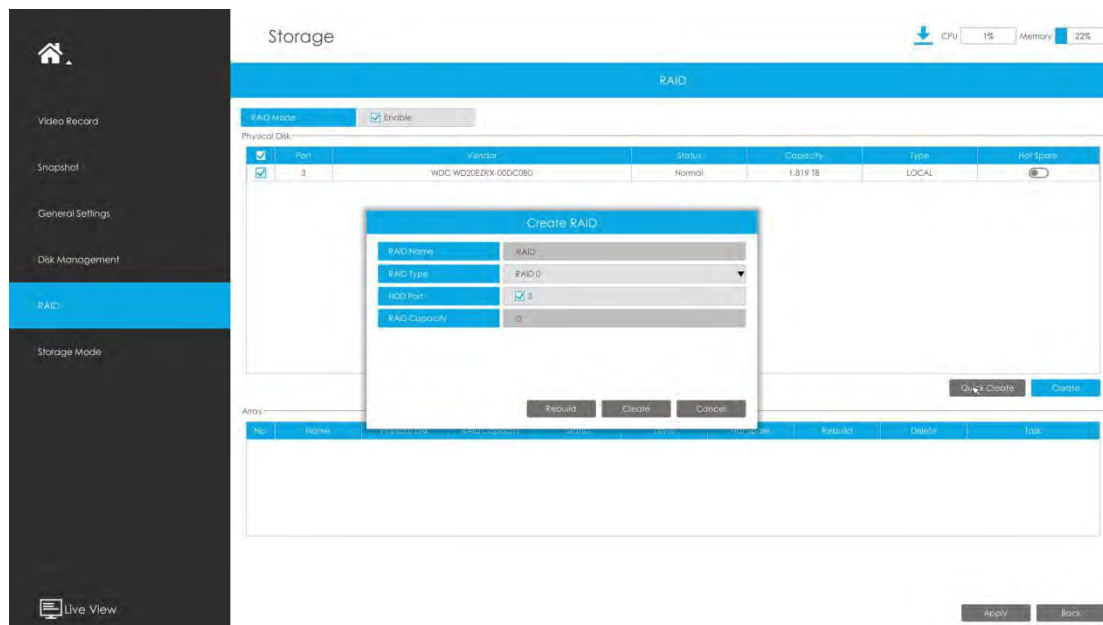 Storage
CPU 1% Memory 22%
RAID
Video Record
Snapshot
General Settings
Disk Management
RAID
Storage Mode
Live View
RAID Mode Enable
Physical Disk
Port Vendor Status Capacity Type Hot Spare
3 WDC WD20EZRX-00DC0B0 Normal 1.819 TB LOCAL
Create RAID
RAID Name RAID
RAID Type RAID 0
HDD Port 3
RAID Capacity 0
Rebuild Create Cancel
Quick Create Create
Array
No. Name Physical Disk RAID Capacity Status Level Hot Spare Rebuild Delete Task
Apply Back